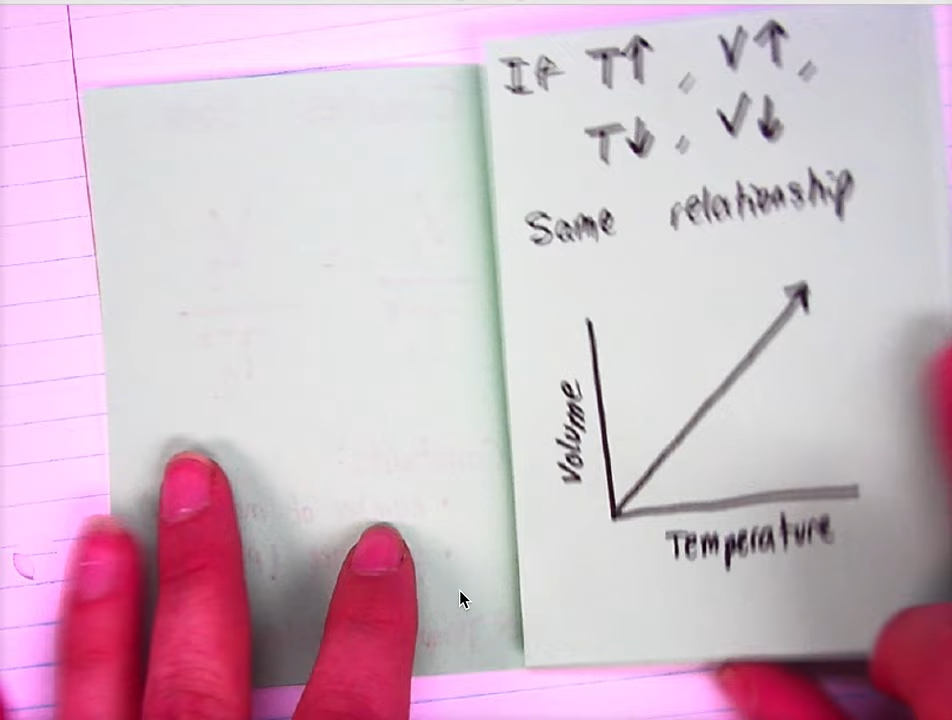 If T↑, V↑,
T↓, V↓
Same relationship
Volume
Temperature